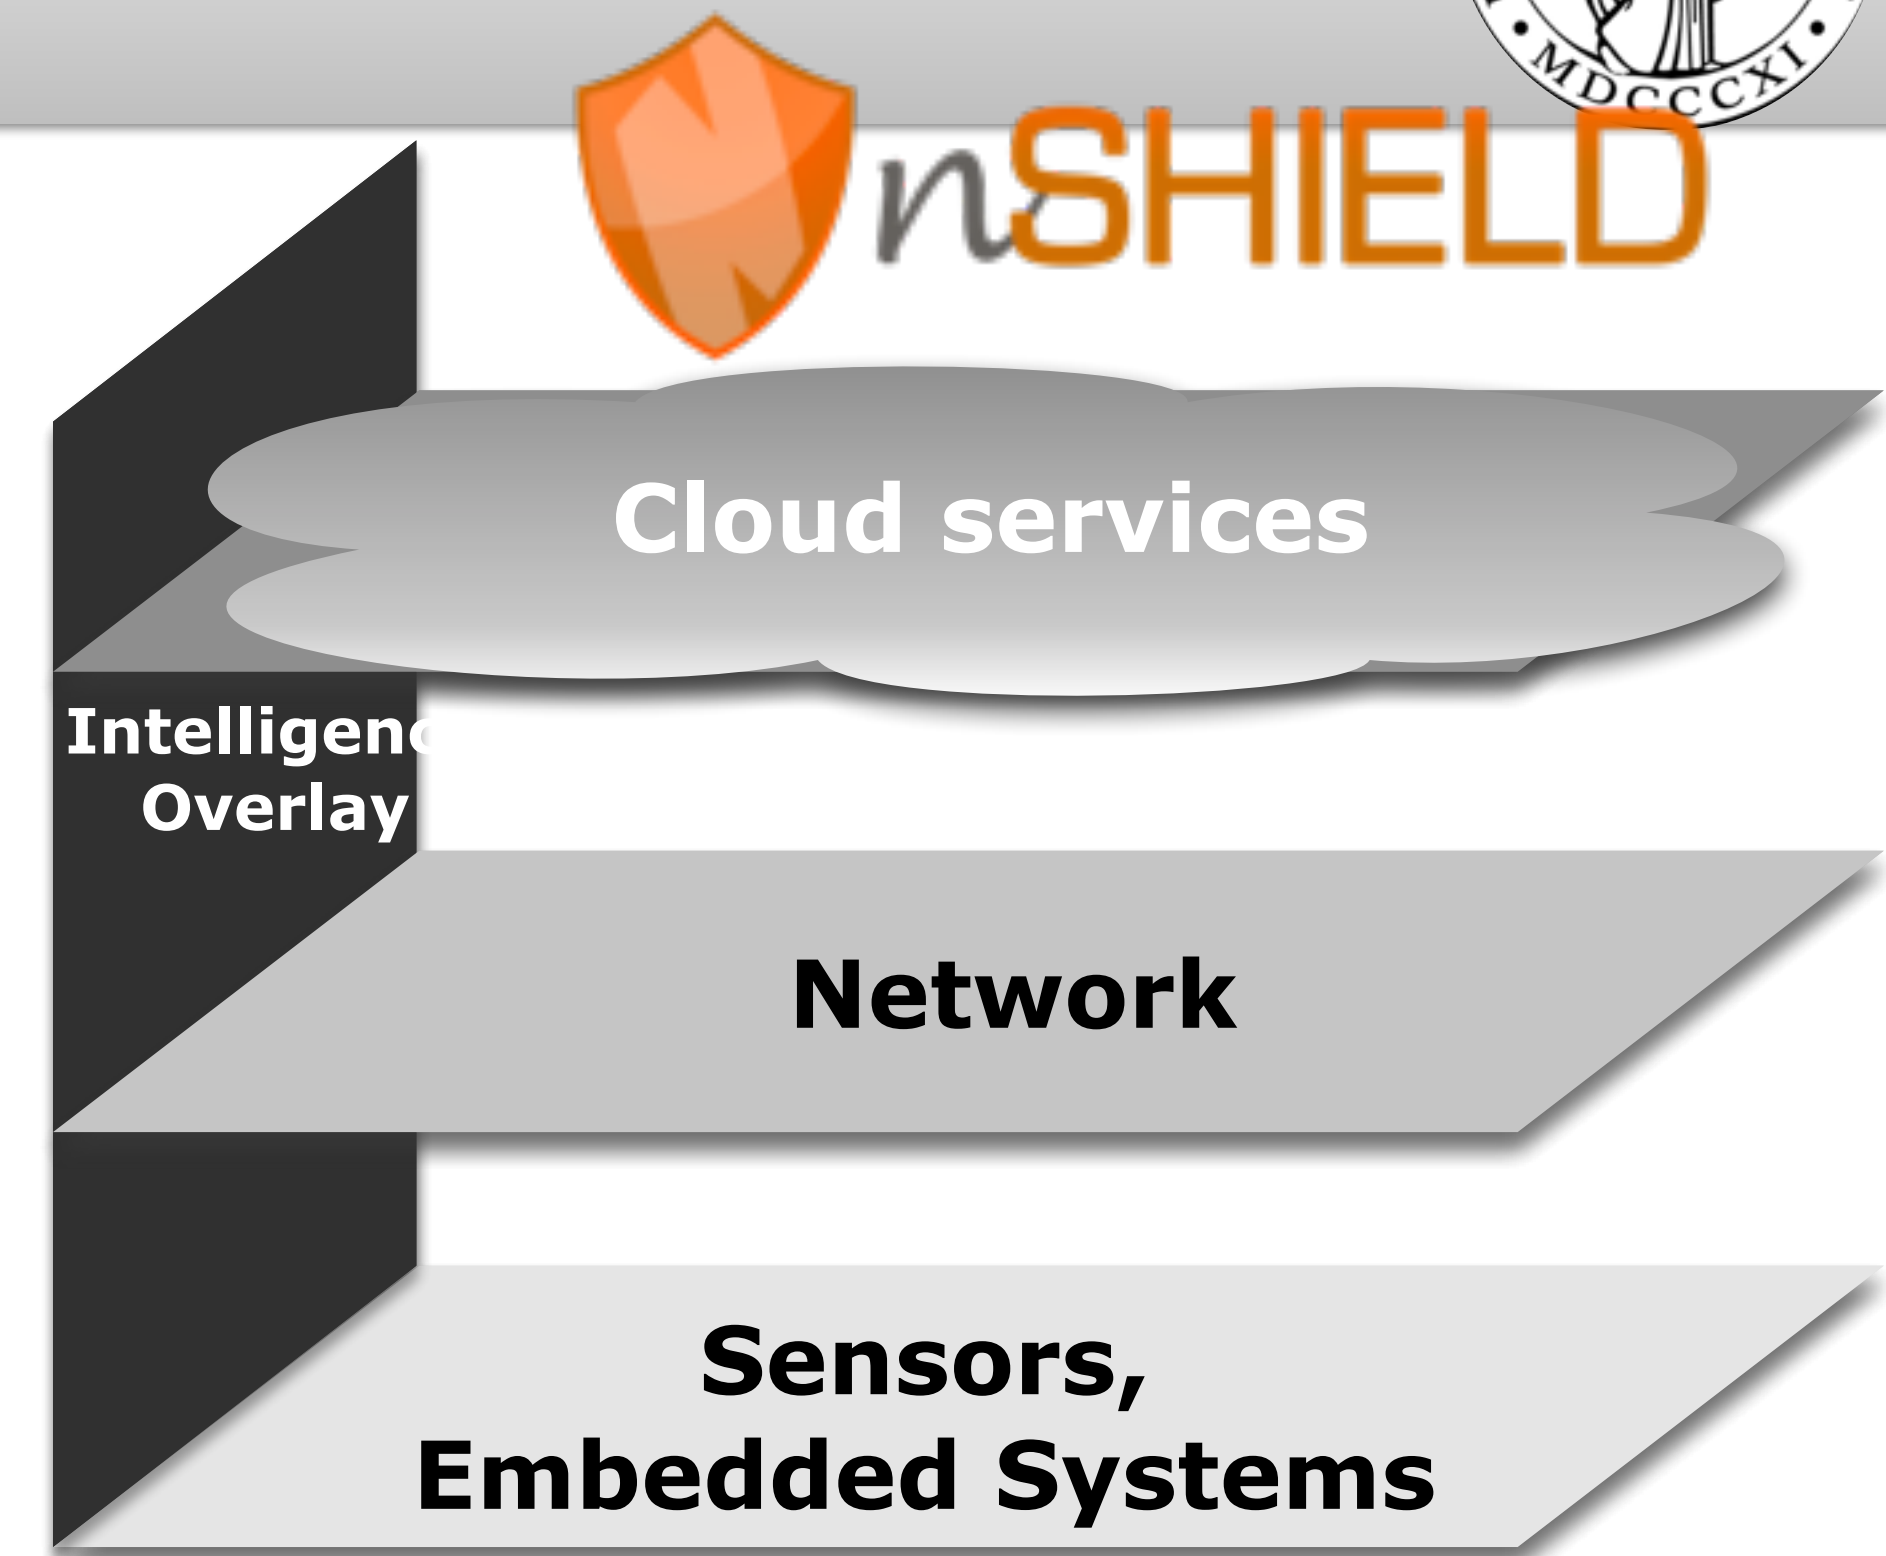 MDCCCXI
nSHIELD
Cloud services
Intelligenc
Overlay
Network
Sensors,
Embedded Systems